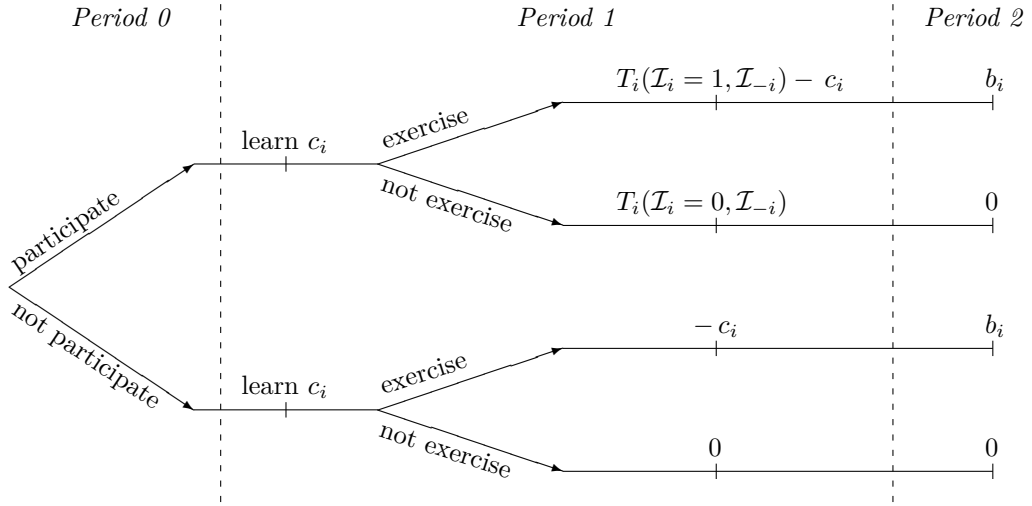 Period 0
Period 1
Period 2
T_i(ℐ_i = 1, ℐ_{−i}) − c_i
b_i
exercise
learn c_i
not exercise
T_i(ℐ_i = 0, ℐ_{−i})
0
participate
not participate
− c_i
b_i
exercise
learn c_i
not exercise
0
0